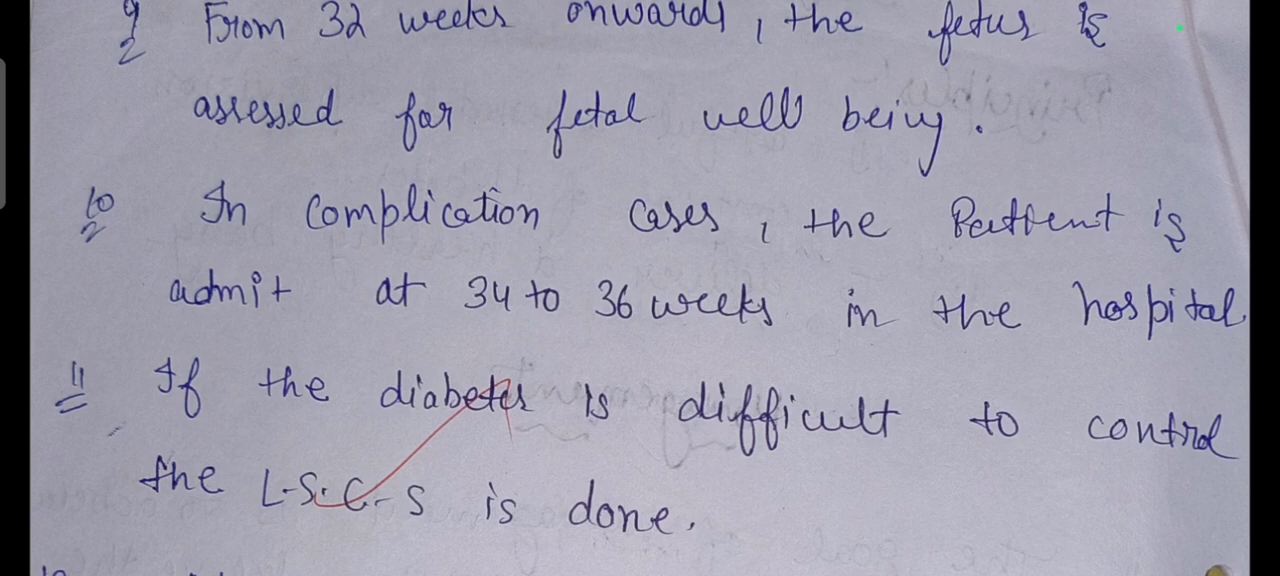 9 From 32 weeks onwards, the fetus is
assessed for fetal well being.
10 In complication cases, the Patient is
admit at 34 to 36 weeks in the hospital
11 If the diabetes is difficult to control
the L.S.C.S is done.